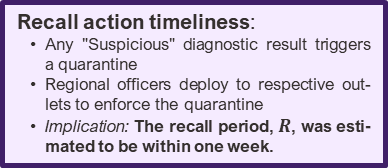 Recall action timeliness:
• Any "Suspicious" diagnostic result triggers
a quarantine
• Regional officers deploy to respective out-
lets to enforce the quarantine
• Implication: The recall period, R, was esti-
mated to be within one week.